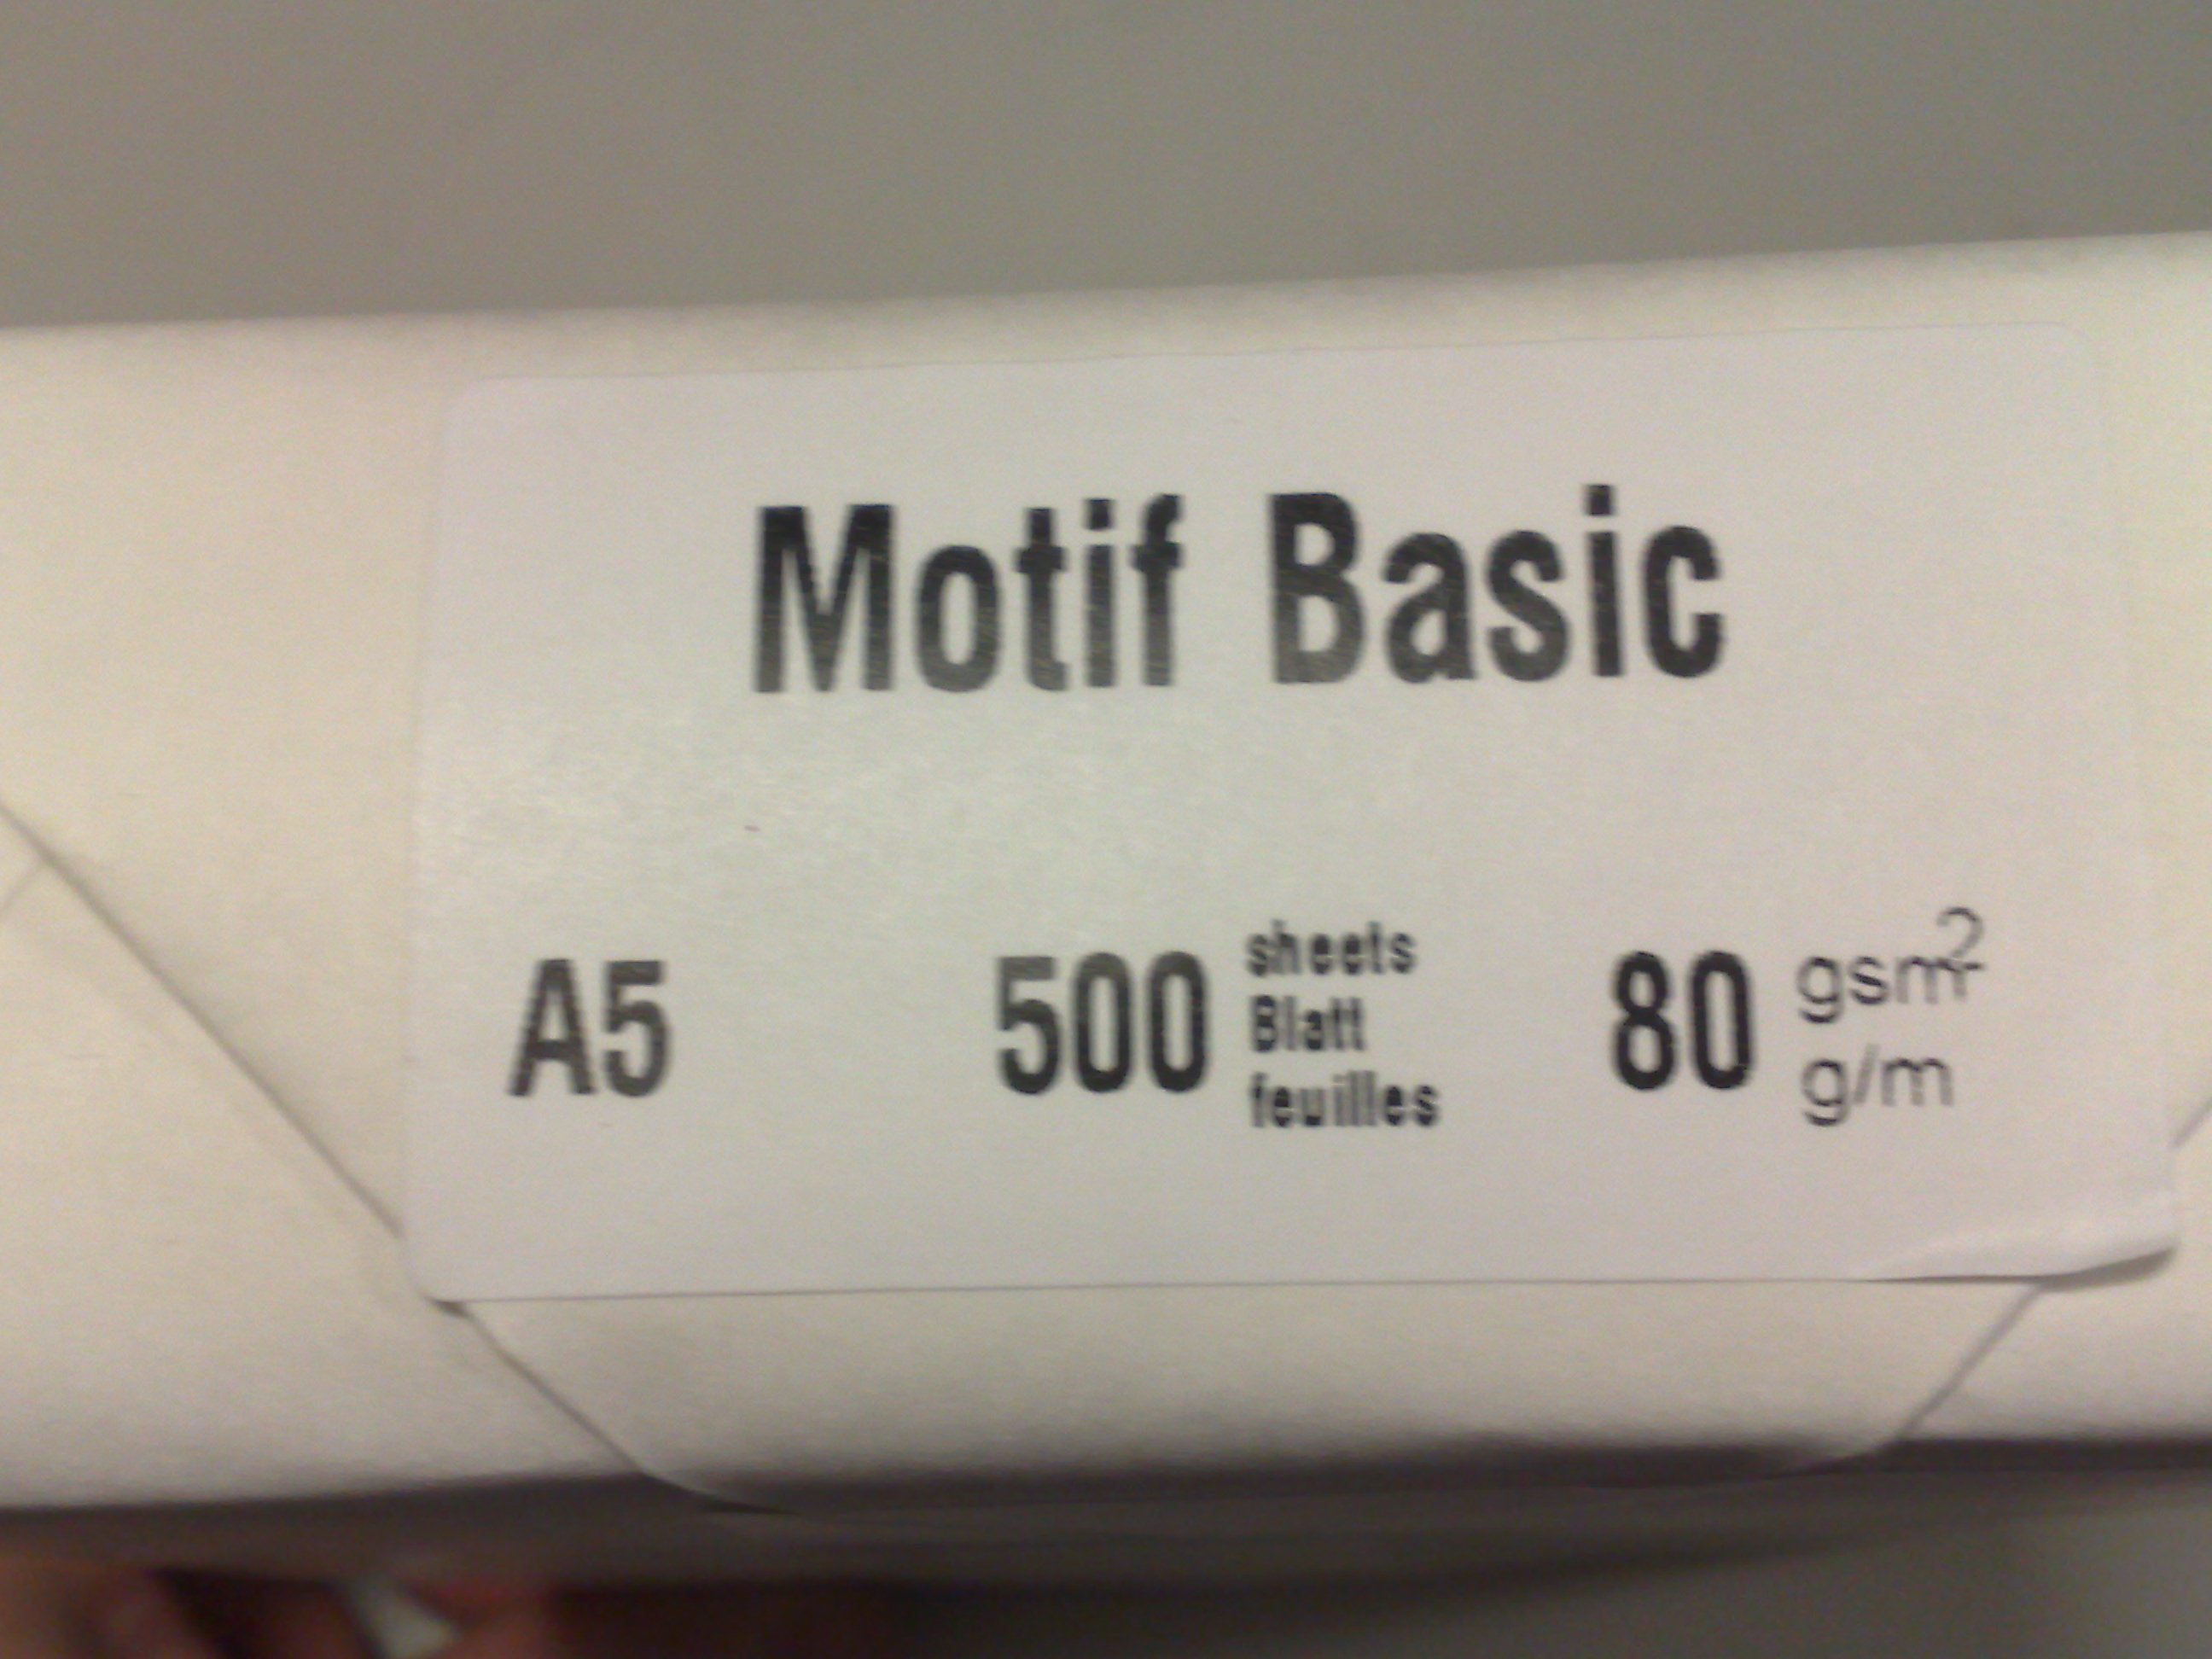 Motif Basic
A5 500 sheets Blatt feuilles 80 gsm² g/m